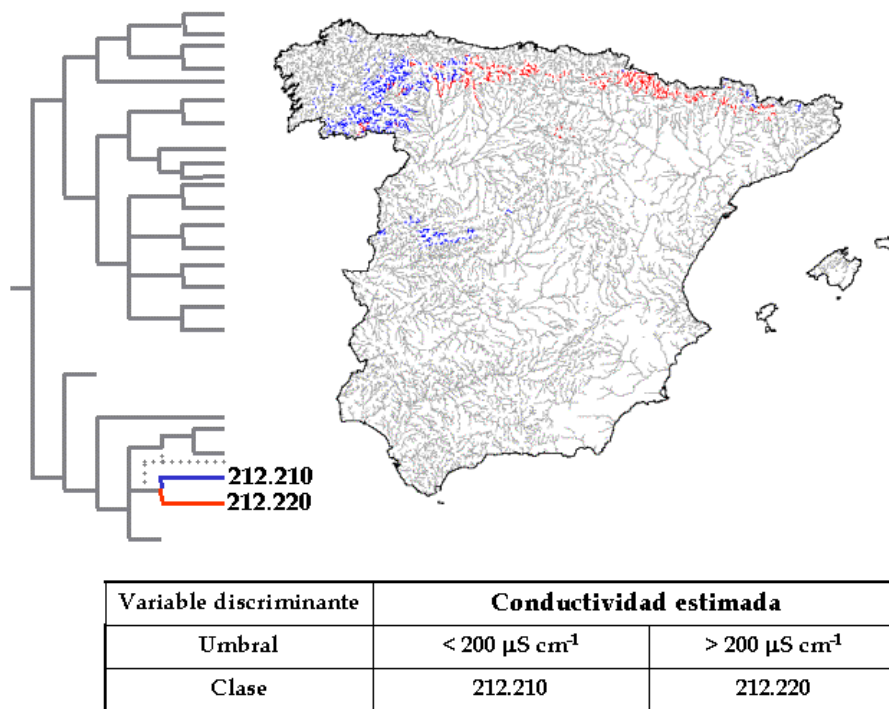 212.210
212.220
Variable discriminante Conductividad estimada
Umbral < 200 µS cm-1 > 200 µS cm-1
Clase 212.210 212.220